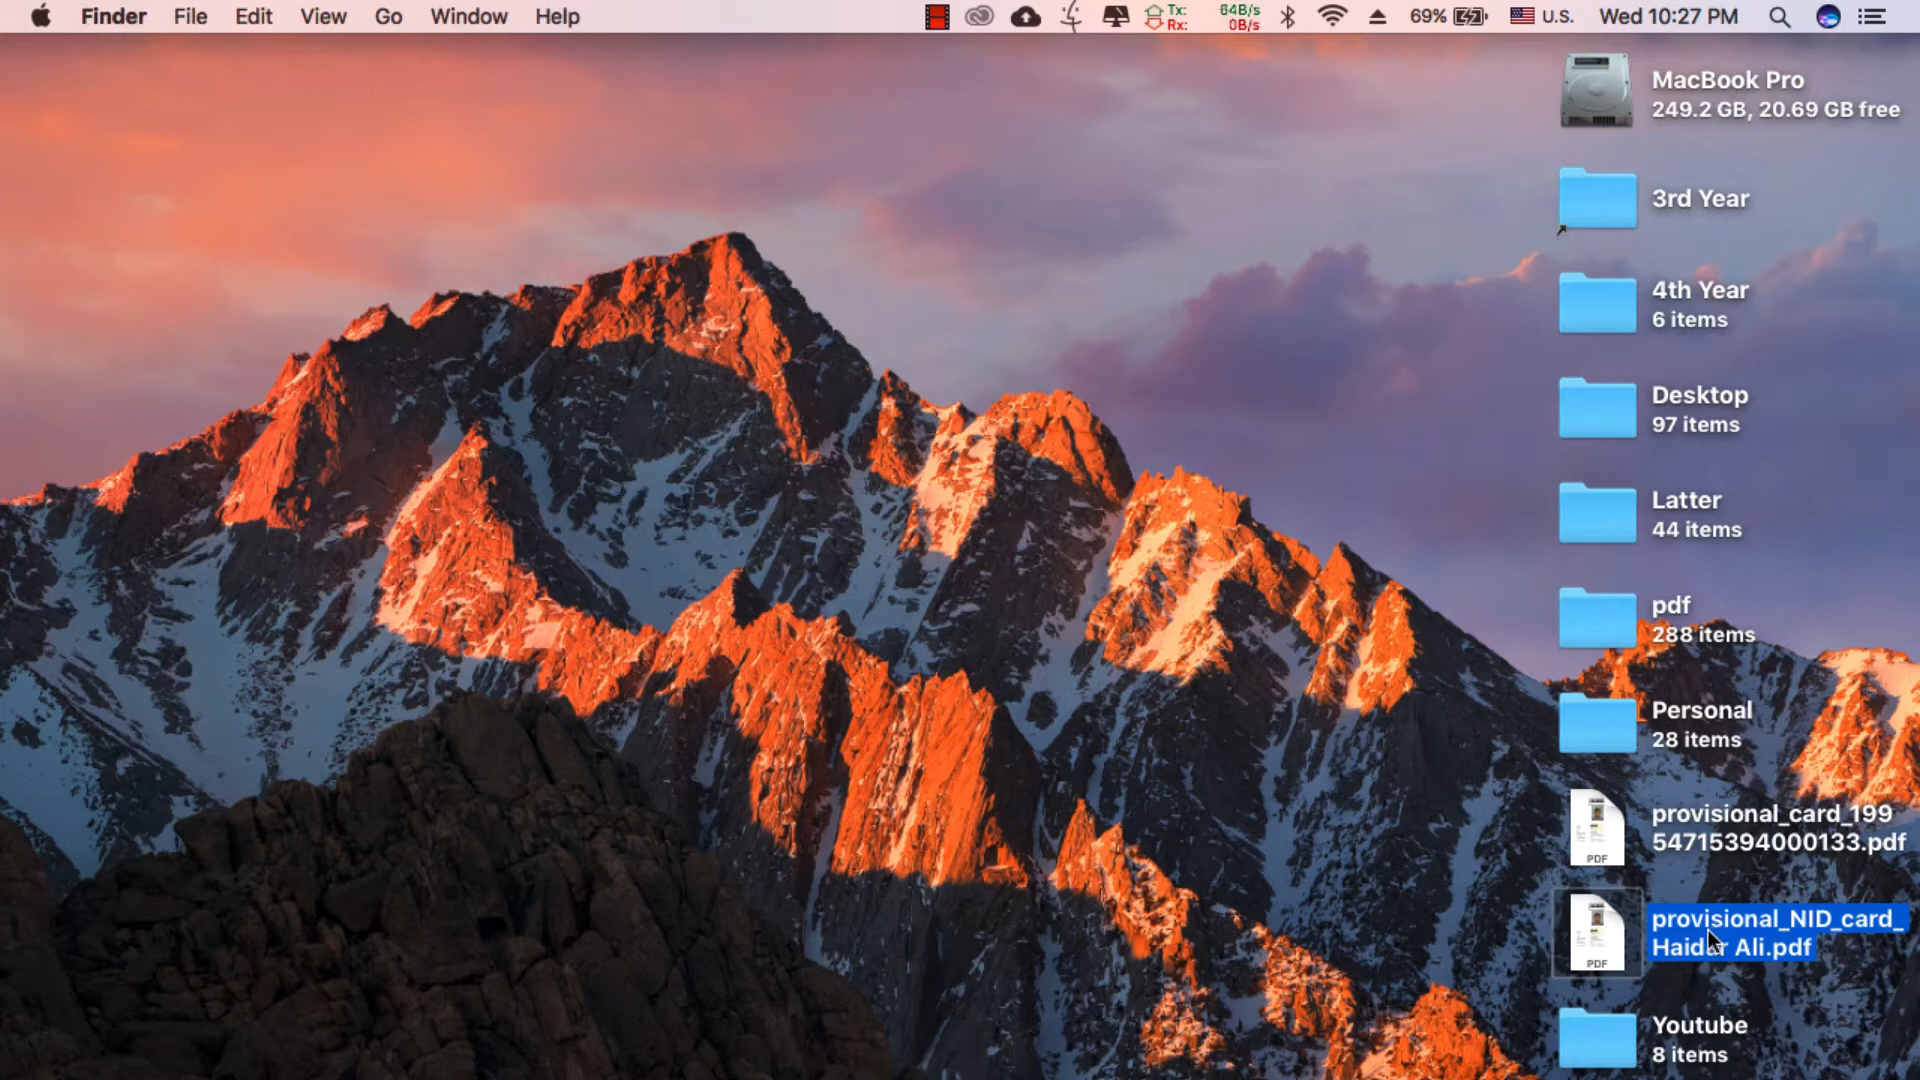 Finder File Edit View Go Window Help
Tx: 64B/s
Rx: 0B/s
69% U.S. Wed 10:27 PM
MacBook Pro
249.2 GB, 20.69 GB free
3rd Year
4th Year
6 items
Desktop
97 items
Latter
44 items
pdf
288 items
Personal
28 items
provisional_card_199
54715394000133.pdf
PDF
provisional_NID_card_
Haider Ali.pdf
PDF
Youtube
8 items